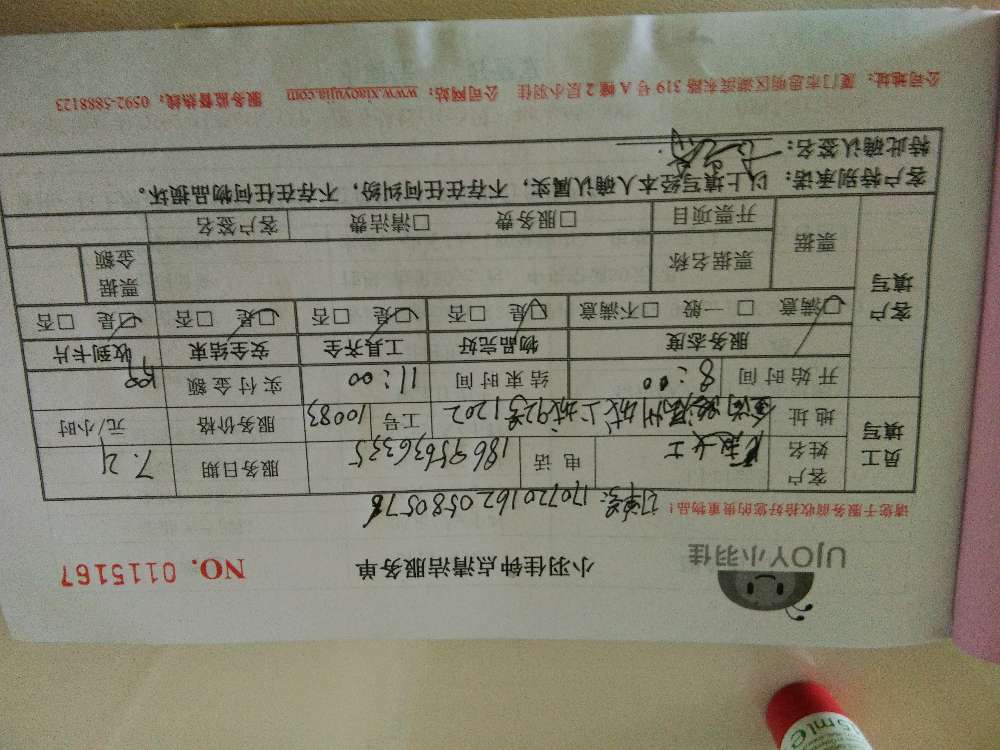 UJOY小羽佳
小羽佳钟点清洁服务单
NO. 0115167
请您于服务前收拾好您的贵重物品！
订单号: 170720162058057
员工填写
客户姓名
女士
电话
18695636335
服务日期
7.21
地址
1202
工号
10083
服务价格
元/小时
开始时间
8:00
结束时间
11:00
实付金额
服务态度
物品完好
工具齐全
安全结束
收到卡片
客户填写
☑满意 □一般 □不满意
☑是 □否
☑是 □否
☑是 □否
☑是 □否
票据
票据名称
票据金额
开票项目
□服务费 □清洁费
客户签名
客户特别承诺：以上填写经本人确认属实，不存在任何纠纷，不存在任何物品损坏。
特此确认签名：
公司地址：厦门市思明区湖滨东路 319 号 A 幢 2 层小羽佳 公司网站：www.xiaoyujia.com 服务监督热线：0592-5888123